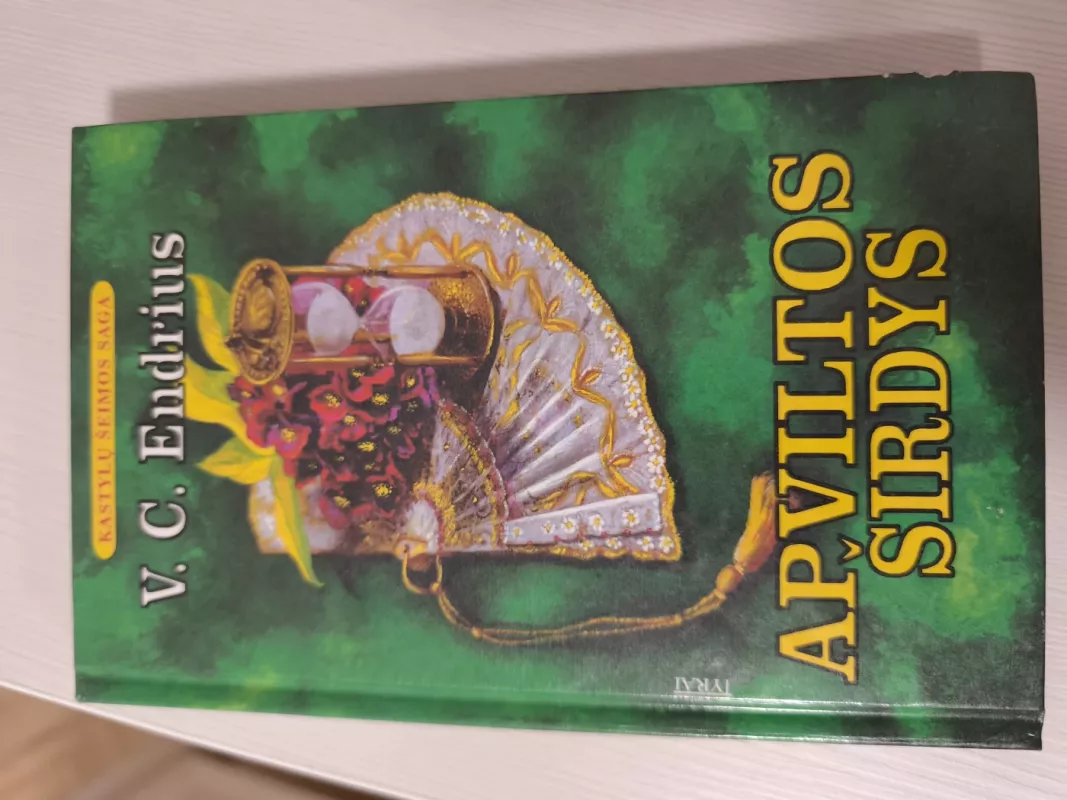 KASTYLŲ ŠEIMOS SAGA
V. C. Endrius
APVILTOS
ŠIRDYS
TYRAI